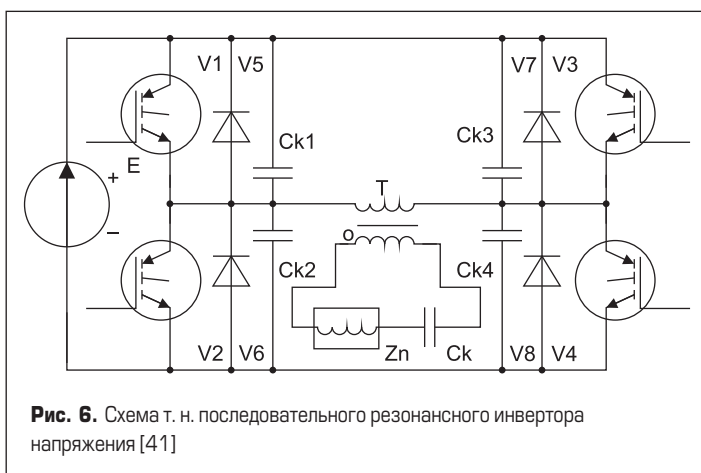 V1 V5 V7 V3
Ck1 Ck3
E
+
T
–
o
Ck2 Ck4
V2 V6 Zn Ck V8 V4
Рис. 6. Схема т. н. последовательного резонансного инвертора
напряжения [41]